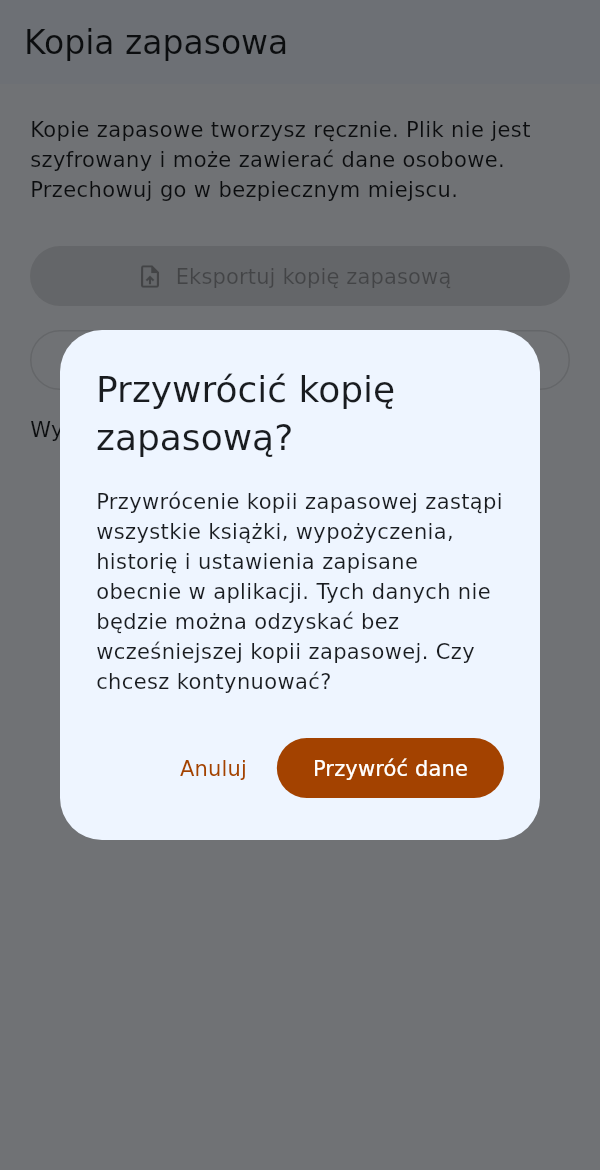 Kopia zapasowa
Kopie zapasowe tworzysz ręcznie. Plik nie jest
szyfrowany i może zawierać dane osobowe.
Przechowuj go w bezpiecznym miejscu.
Eksportuj kopię zapasową
Przywrócić kopię
zapasową?
Przywrócenie kopii zapasowej zastąpi
wszystkie książki, wypożyczenia,
historię i ustawienia zapisane
obecnie w aplikacji. Tych danych nie
będzie można odzyskać bez
wcześniejszej kopii zapasowej. Czy
chcesz kontynuować?
Anuluj
Przywróć dane